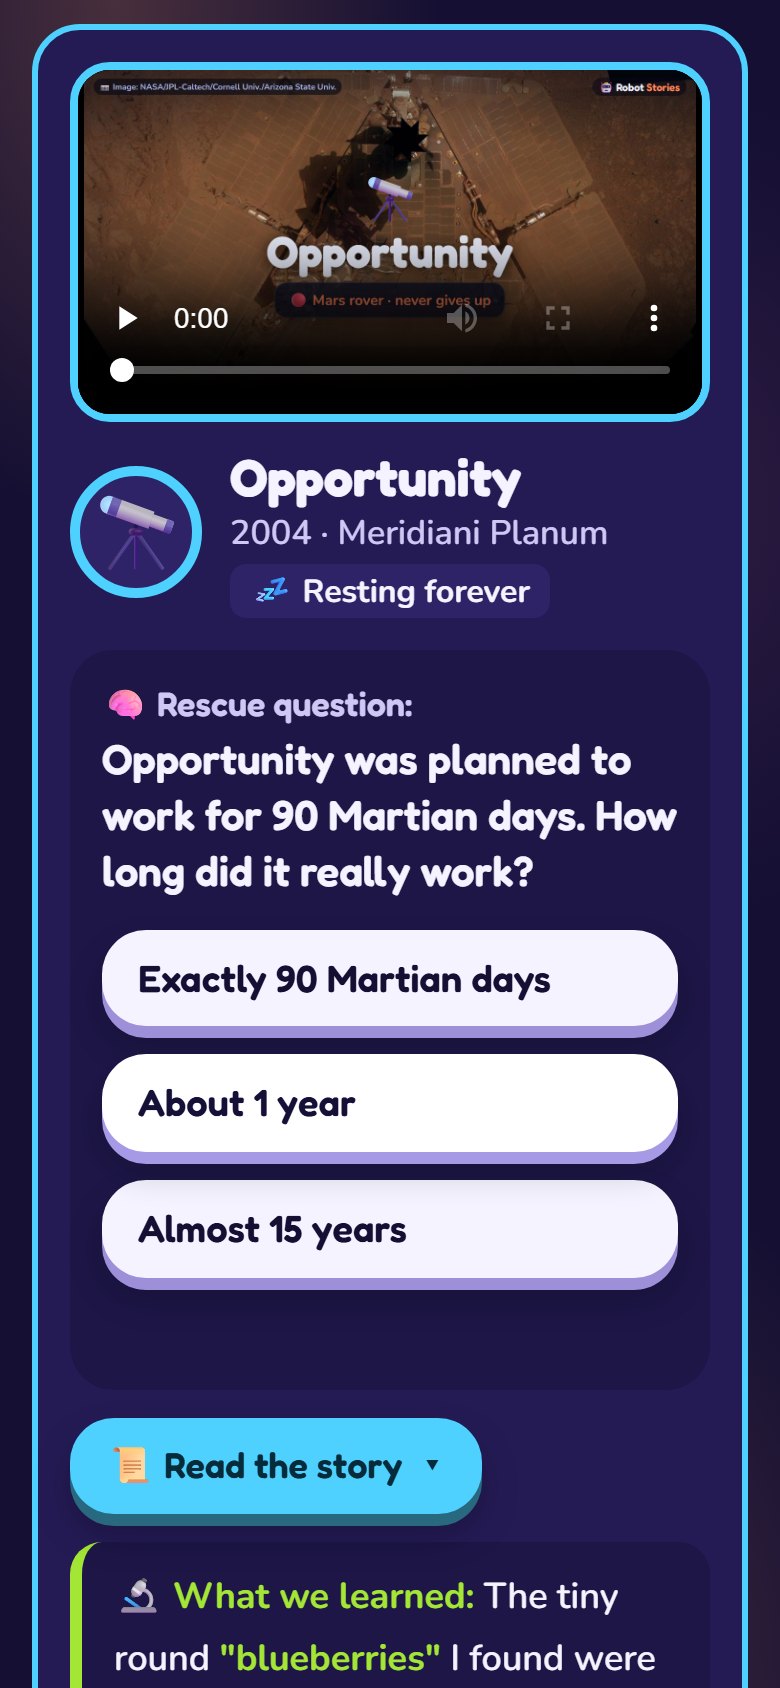 Image: NASA/JPL-Caltech/Cornell Univ./Arizona State Univ.
Robot Stories
Opportunity
Mars rover · never gives up
0:00
Opportunity
2004 · Meridiani Planum
Resting forever
Rescue question:
Opportunity was planned to
work for 90 Martian days. How
long did it really work?
Exactly 90 Martian days
About 1 year
Almost 15 years
Read the story
What we learned: The tiny
round "blueberries" I found were